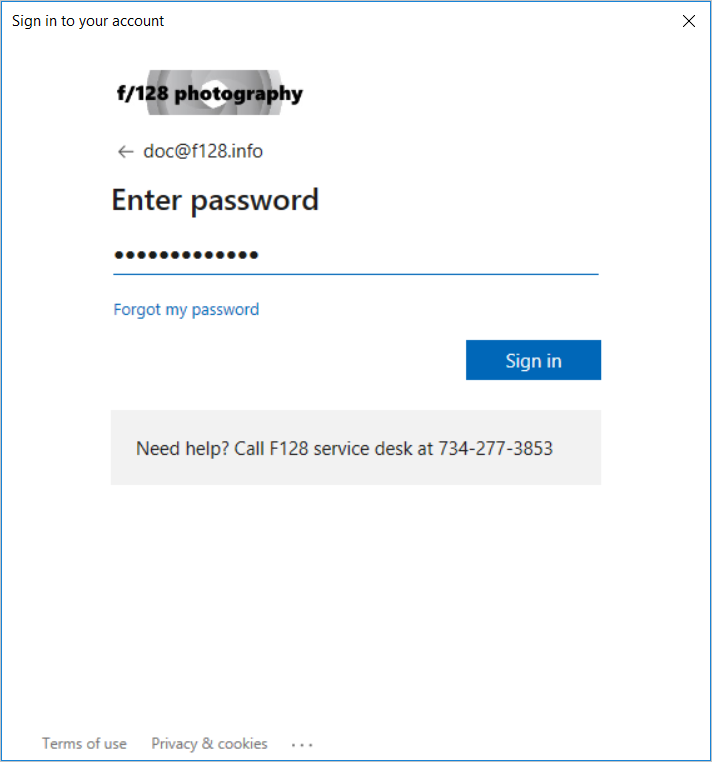 Sign in to your account
f/128 photography
← doc@f128.info
Enter password
•••••••••••••
Forgot my password
Sign in
Need help? Call F128 service desk at 734-277-3853
Terms of use Privacy & cookies ...